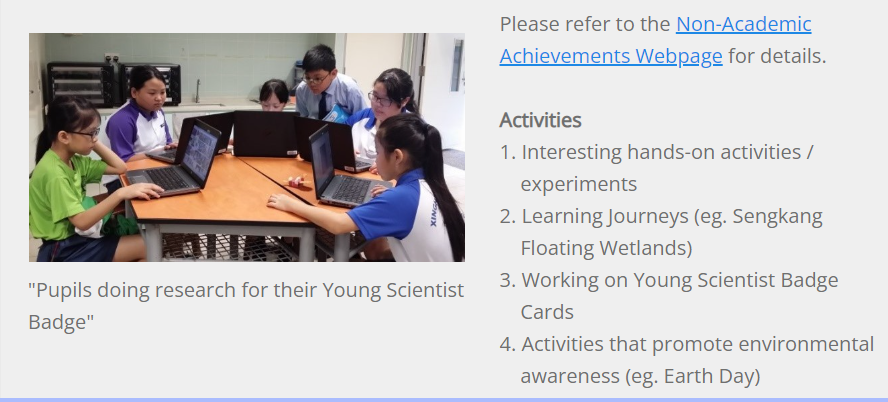 "Pupils doing research for their Young Scientist
Badge"
Please refer to the Non-Academic
Achievements Webpage for details.
Activities
1. Interesting hands-on activities /
experiments
2. Learning Journeys (eg. Sengkang
Floating Wetlands)
3. Working on Young Scientist Badge
Cards
4. Activities that promote environmental
awareness (eg. Earth Day)